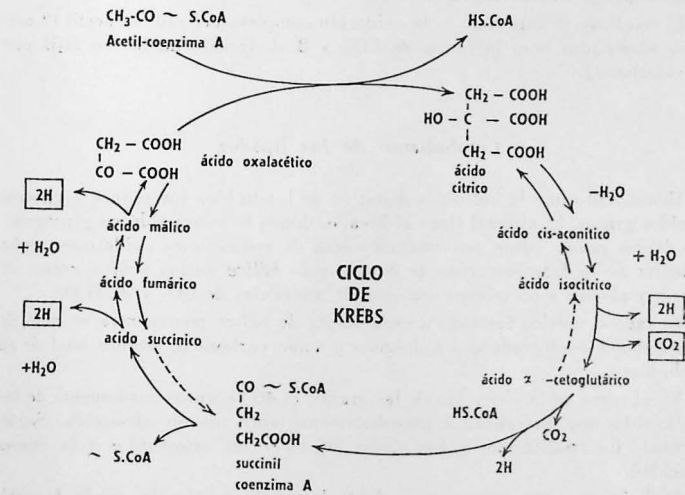 CH₃-CO ~ S.CoA
Acetil-coenzima A
HS.CoA
CH₂ — COOH
HO - C — COOH
CH₂ — COOH
ácido
cítrico
CH₂ — COOH
CO — COOH
ácido oxalacético
−H₂O
2H
ácido málico
ácido cis-aconítico
+ H₂O
+ H₂O
ácido fumárico
CICLO
DE
KREBS
ácido isocítrico
2H
2H
CO₂
acido succinico
+H₂O
ácido ∝ -cetoglutárico
CO ~ S.CoA
CH₂
CH₂COOH
HS.CoA
CO₂
~ S.CoA
succinil
coenzima A
2H